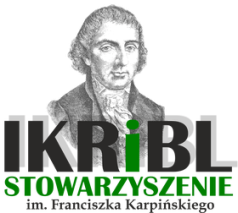 IKRiBL
STOWARZYSZENIE
im. Franciszka Karpińskiego